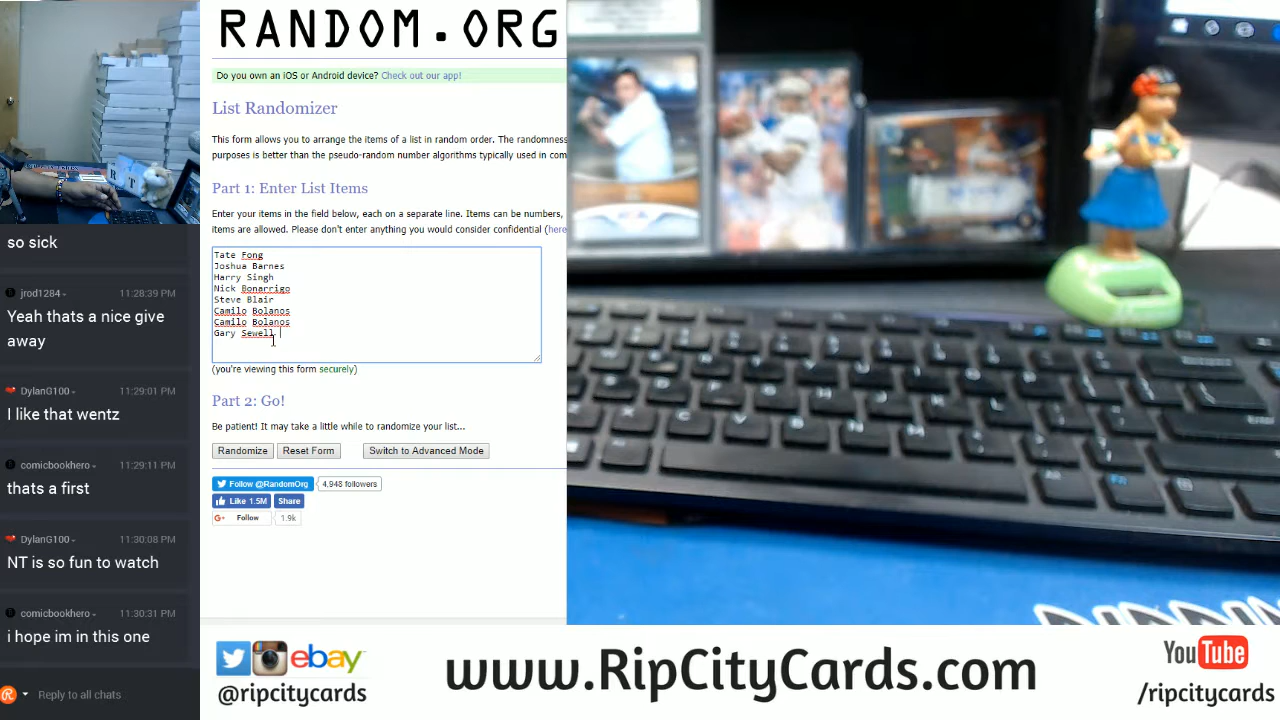 RANDOM.ORG
Do you own an iOS or Android device? Check out our app!
List Randomizer
This form allows you to arrange the items of a list in random order. The randomness
purposes is better than the pseudo-random number algorithms typically used in com
Part 1: Enter List Items
Enter your items in the field below, each on a separate line. Items can be numbers,
items are allowed. Please don't enter anything you would consider confidential (here
Tate Fong
Joshua Barnes
Harry Singh
Nick Bonarrigo
Steve Blair
Camilo Bolanos
Camilo Bolanos
Gary Sewell
(you're viewing this form securely)
Part 2: Go!
Be patient! It may take a little while to randomize your list...
Randomize
Reset Form
Switch to Advanced Mode
Follow @RandomOrg
4,948 followers
Like 1.5M
Share
Follow
1.9k
so sick
jrod1284
11:28:39 PM
Yeah thats a nice give
away
DylanG100
11:29:01 PM
I like that wentz
comicbookhero
11:29:11 PM
thats a first
DylanG100
11:30:08 PM
NT is so fun to watch
comicbookhero
11:30:31 PM
i hope im in this one
Reply to all chats
ebay
@ripcitycards
www.RipCityCards.com
YouTube
/ripcitycards